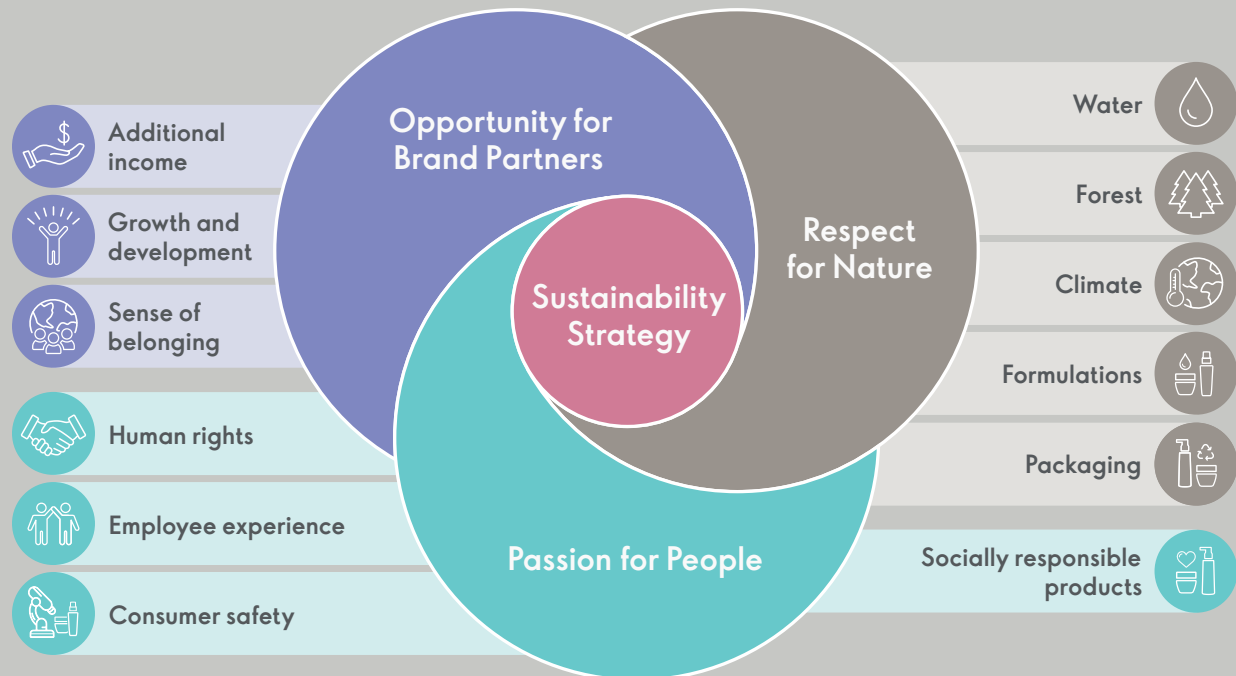 Opportunity for
Brand Partners
Respect
for Nature
Sustainability
Strategy
Passion for People
$
Additional
income
Growth and
development
Sense of
belonging
Human rights
Employee experience
Consumer safety
Water
Forest
Climate
Formulations
Packaging
Socially responsible
products